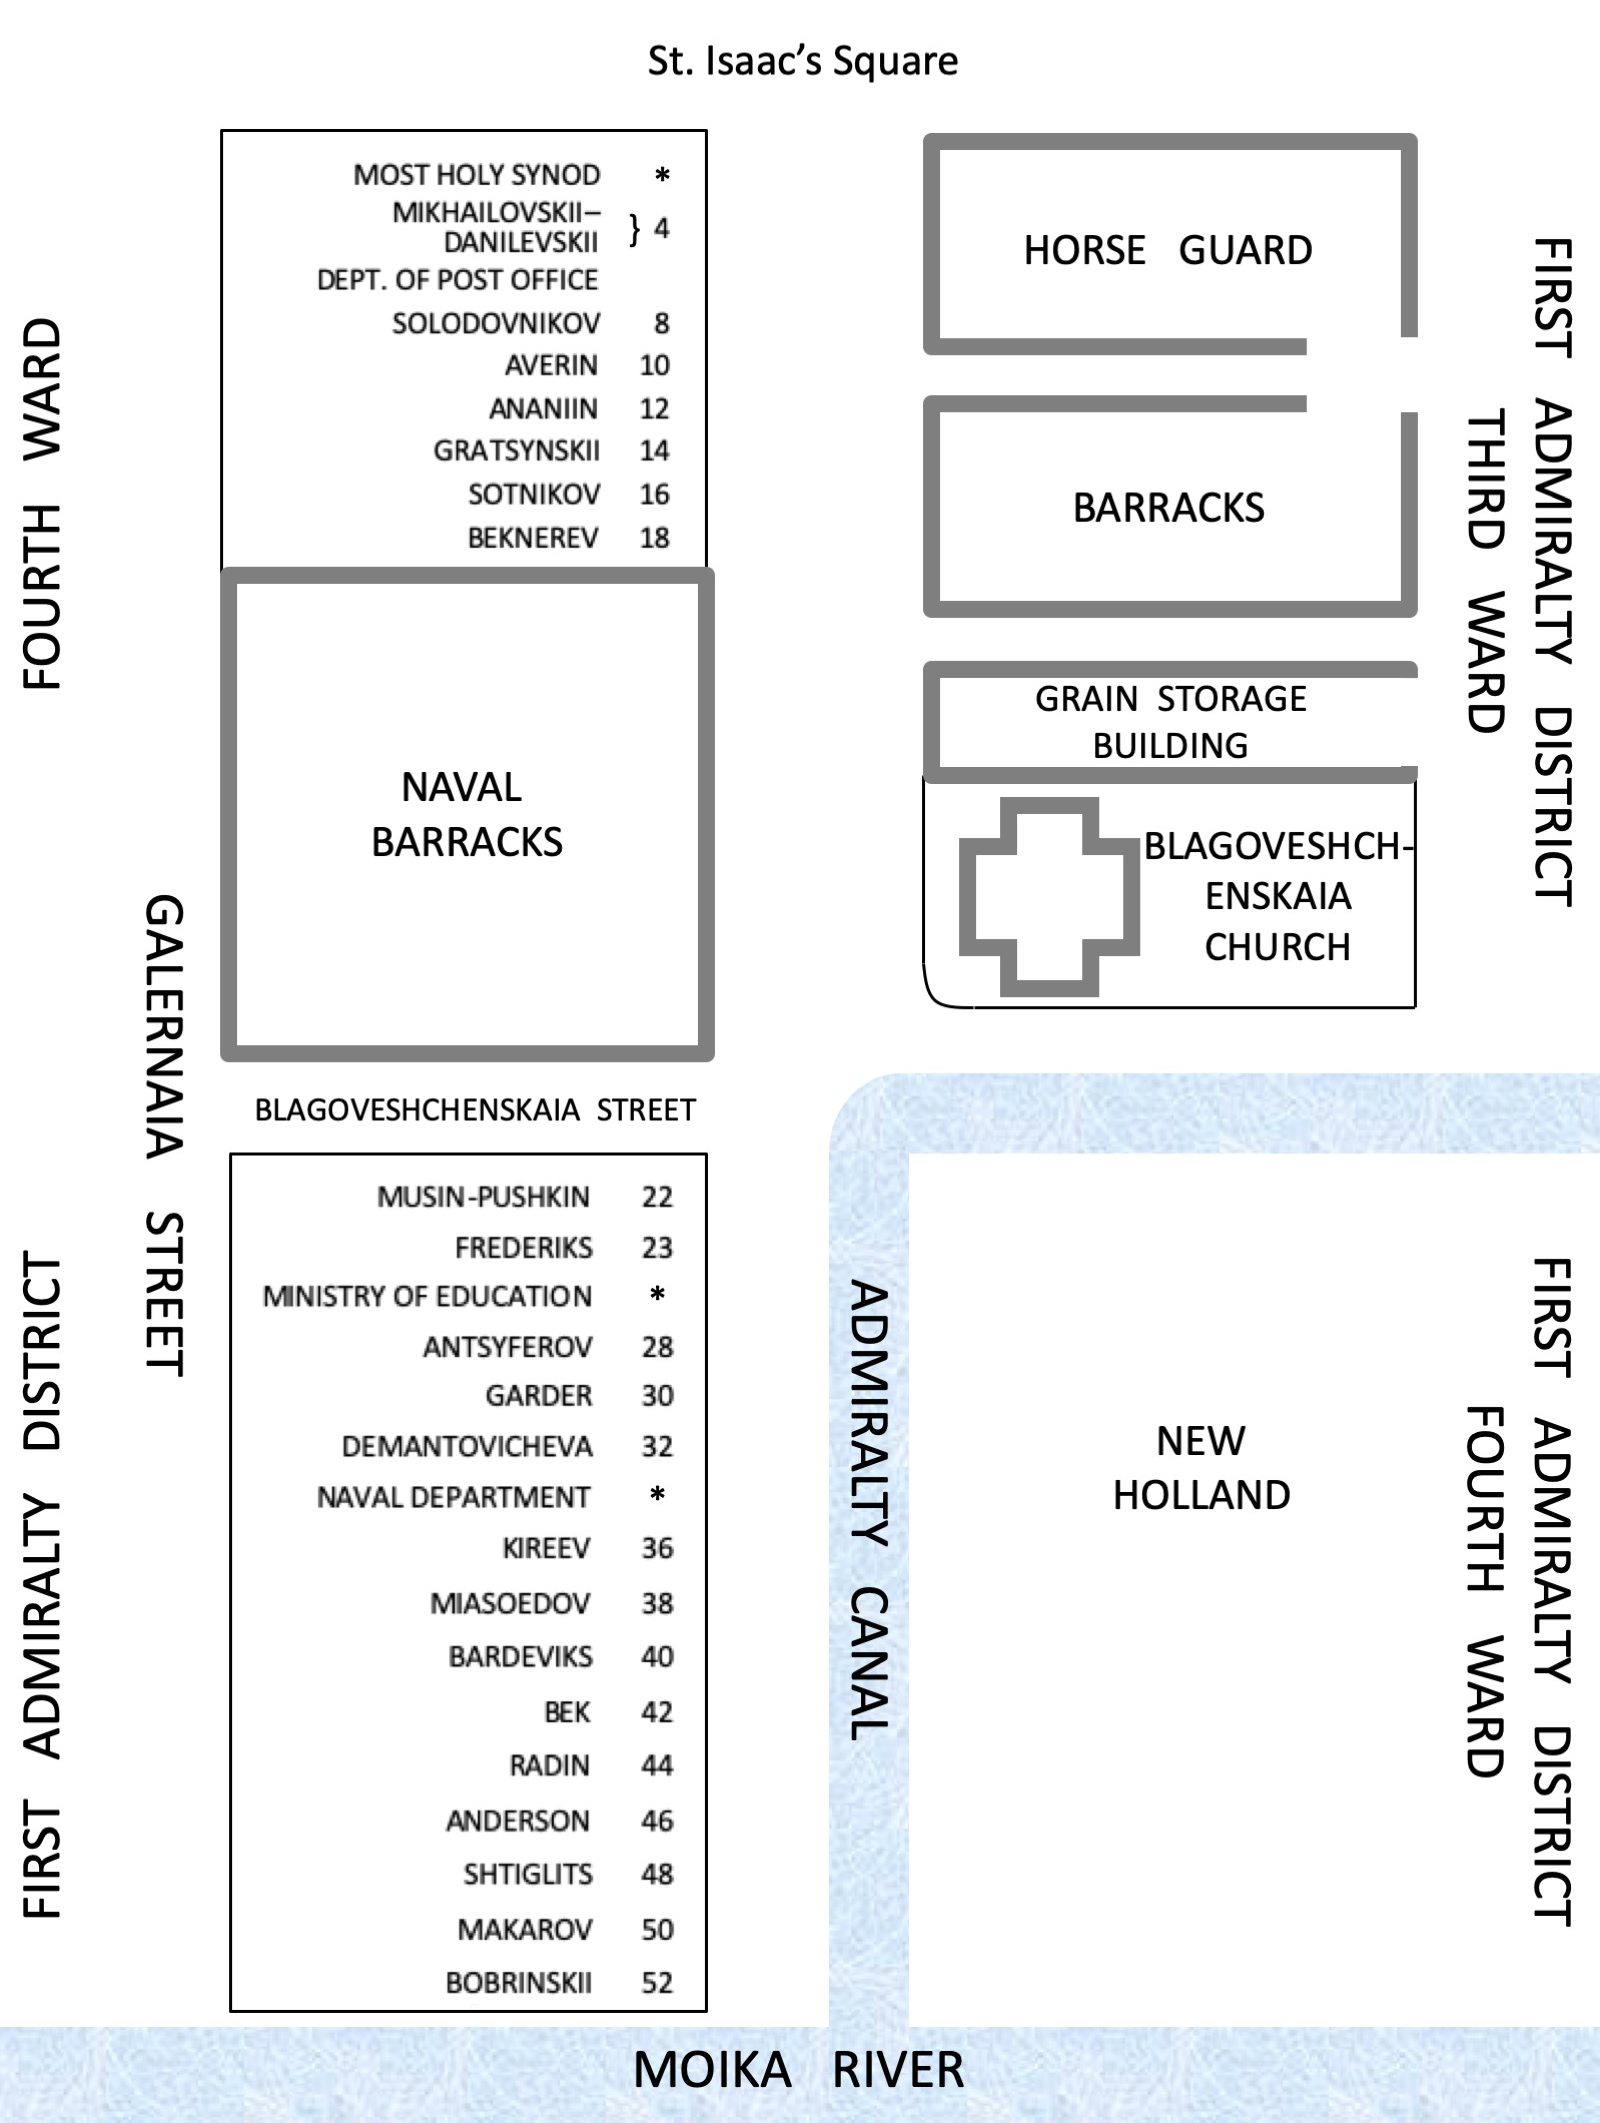 St. Isaac’s Square
MOST HOLY SYNOD *
MIKHAILOVSKII–
DANILEVSKII } 4
DEPT. OF POST OFFICE
SOLODOVNIKOV 8
AVERIN 10
ANANIIN 12
GRATSYNSKII 14
SOTNIKOV 16
BEKNEREV 18
NAVAL
BARRACKS
BLAGOVESHCHENSKAIA STREET
MUSIN-PUSHKIN 22
FREDERIKS 23
MINISTRY OF EDUCATION *
ANTSYFEROV 28
GARDER 30
DEMANTOVICHEVA 32
NAVAL DEPARTMENT *
KIREEV 36
MIASOEDOV 38
BARDEVIKS 40
BEK 42
RADIN 44
ANDERSON 46
SHTIGLITS 48
MAKAROV 50
BOBRINSKII 52
HORSE GUARD
BARRACKS
GRAIN STORAGE
BUILDING
BLAGOVESHCH-
ENSKAIA
CHURCH
NEW
HOLLAND
FIRST ADMIRALTY DISTRICT FOURTH WARD
GALERNAIA STREET
ADMIRALTY CANAL
FIRST ADMIRALTY DISTRICT
THIRD WARD
FIRST ADMIRALTY DISTRICT
FOURTH WARD
MOIKA RIVER